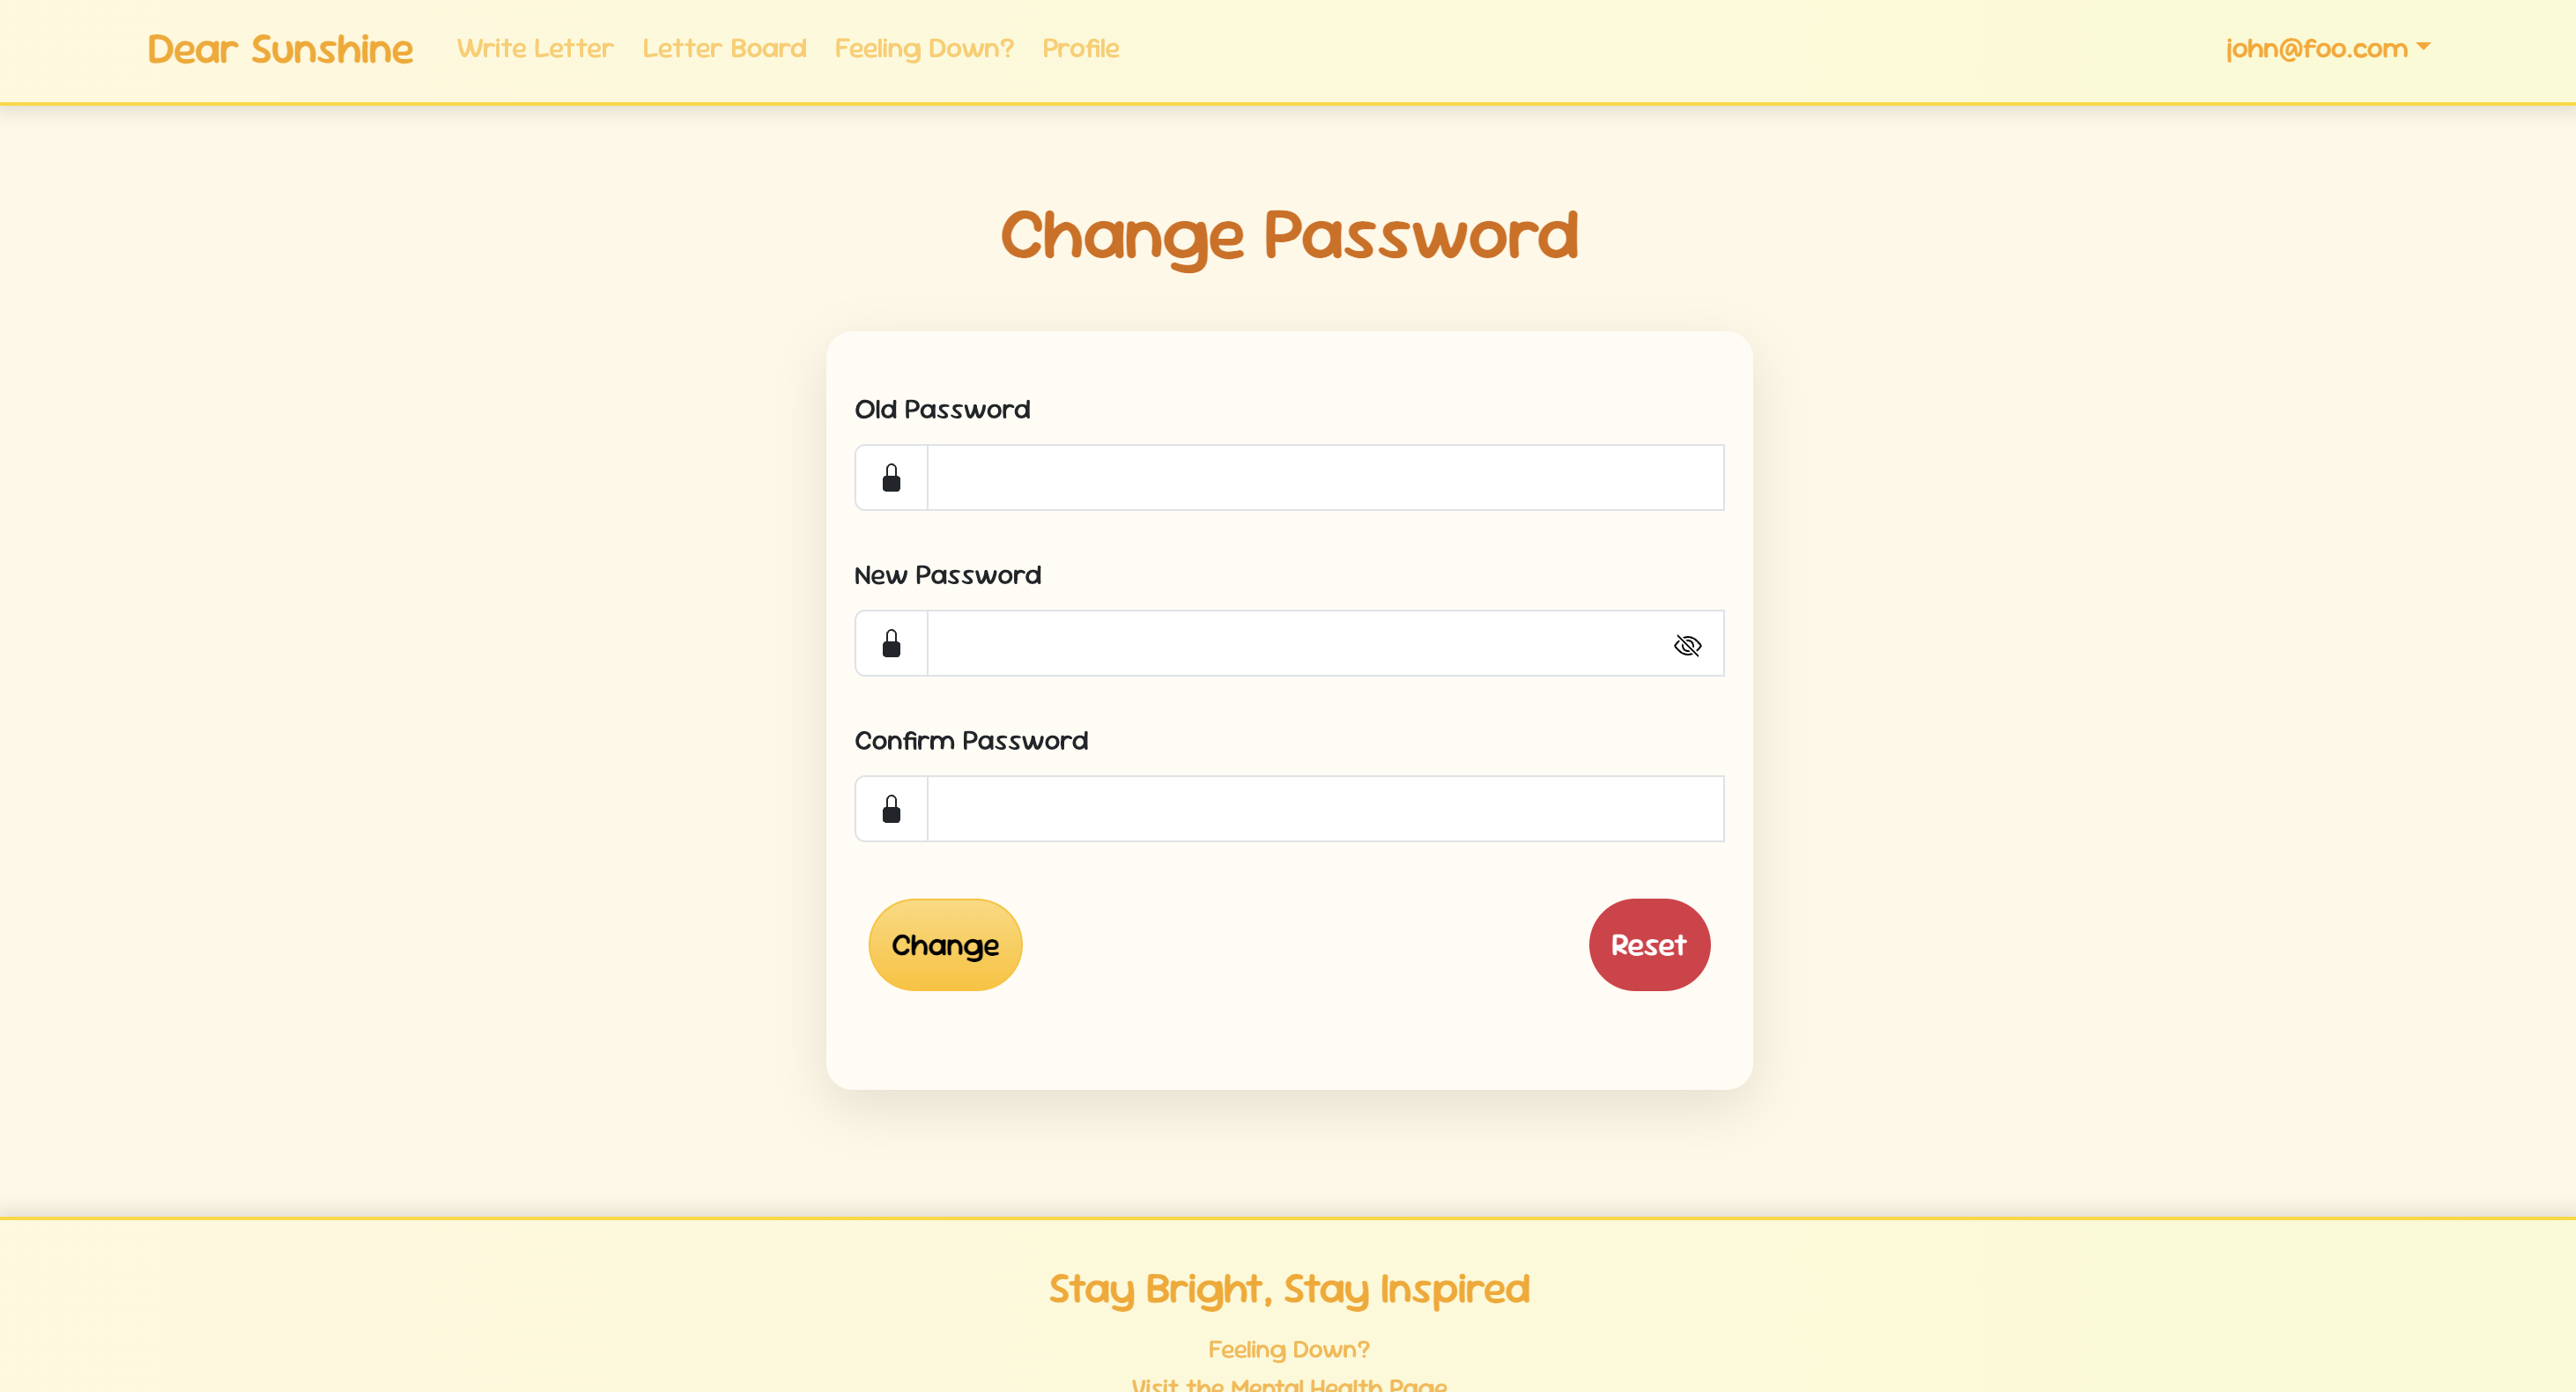 Dear Sunshine Write Letter Letter Board Feeling Down? Profile john@foo.com
Change Password
Old Password
New Password
Confirm Password
Change Reset
Stay Bright, Stay Inspired
Feeling Down?
Visit the Mental Health Page